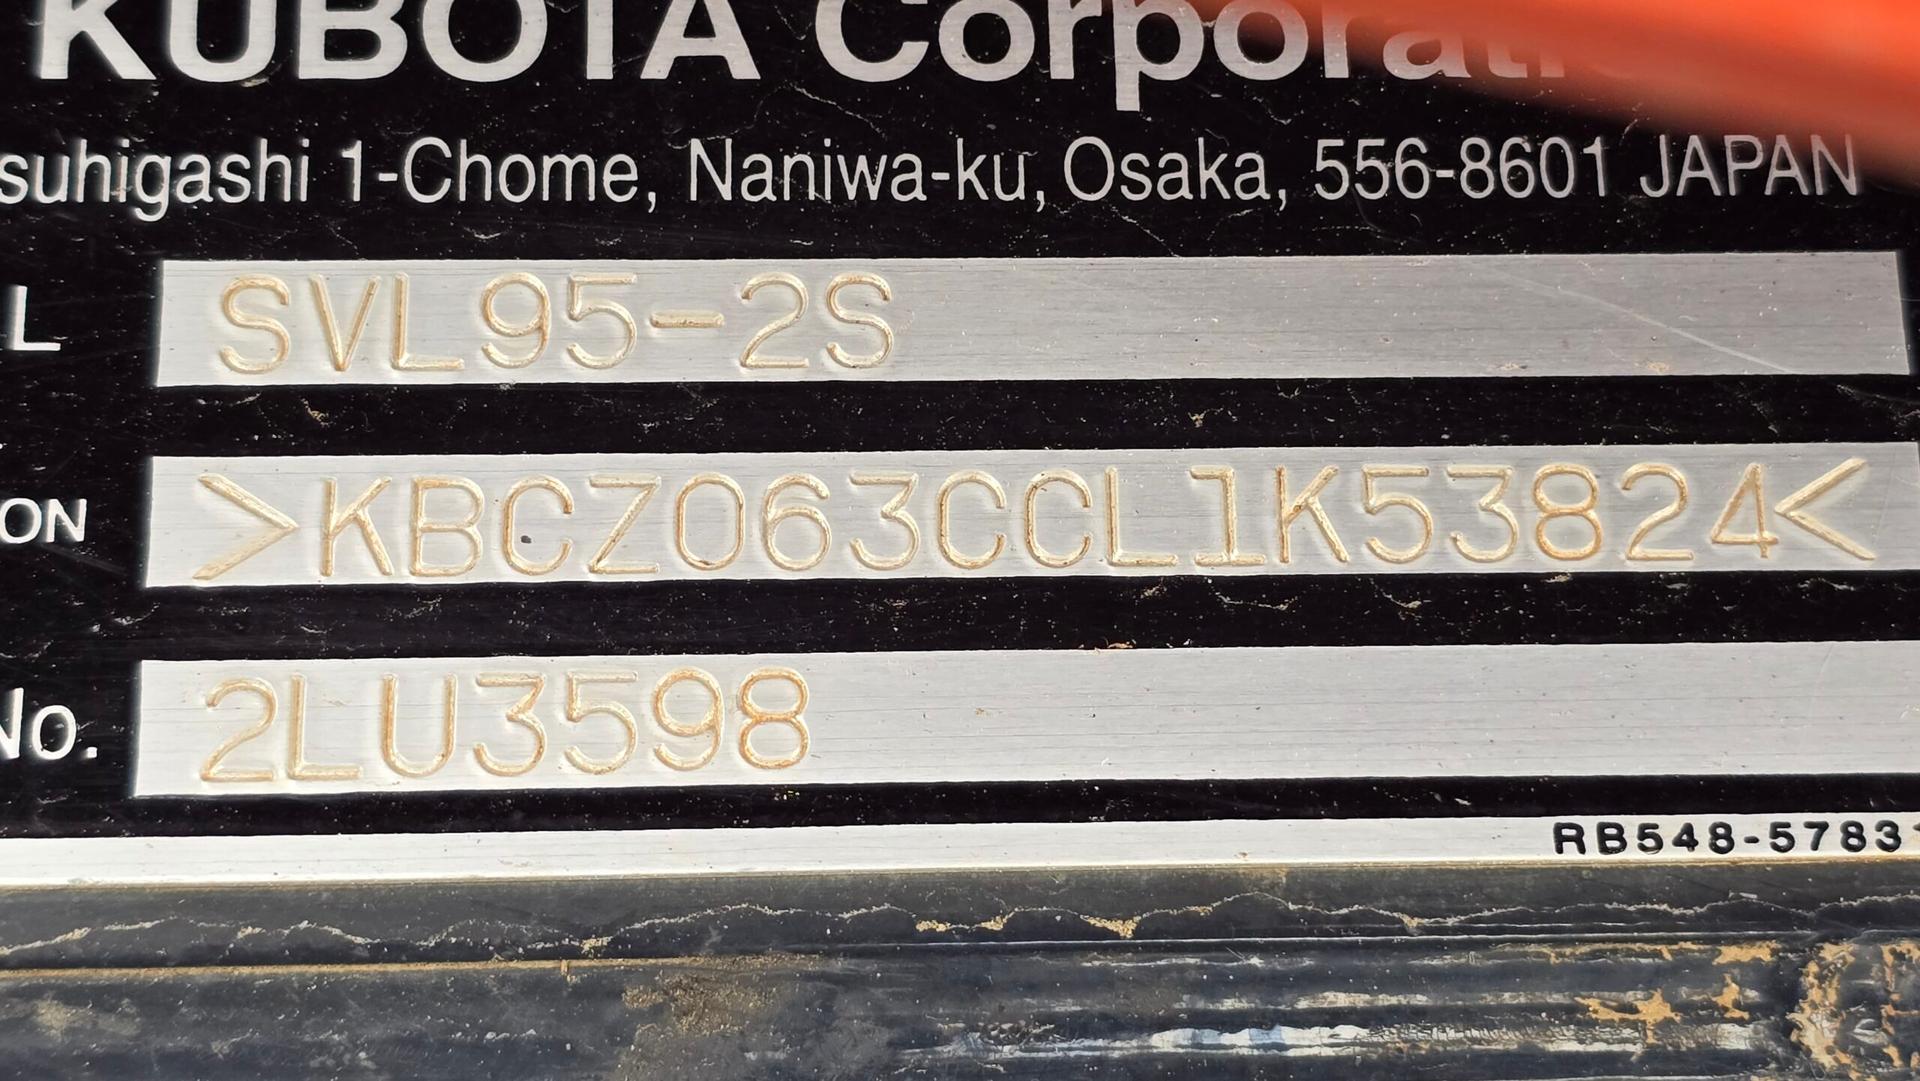 KUBOTA Corporati
suhigashi 1-Chome, Naniwa-ku, Osaka, 556-8601 JAPAN
L SVL95-2S
ON >KBCZ063CCL1K53824<
No. 2LU3598
RB548-5783